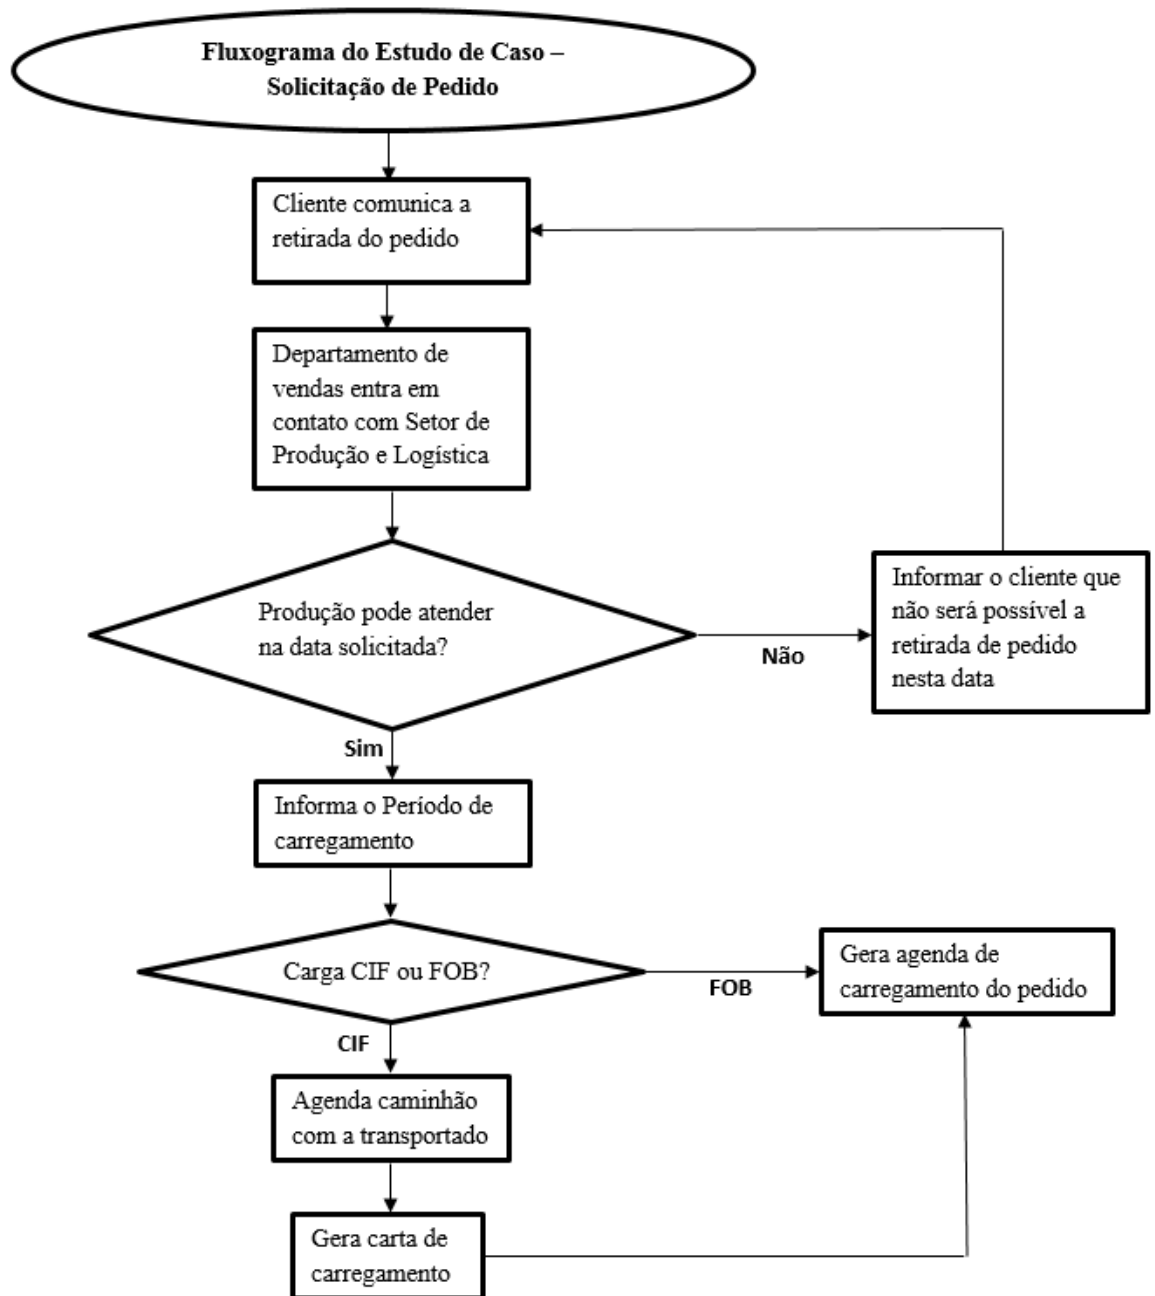 Fluxograma do Estudo de Caso –
Solicitação de Pedido
Cliente comunica a
retirada do pedido
Departamento de
vendas entra em
contato com Setor de
Produção e Logística
Produção pode atender
na data solicitada?
Não
Informar o cliente que
não será possível a
retirada de pedido
nesta data
Sim
Informa o Período de
carregamento
Carga CIF ou FOB?
FOB
Gera agenda de
carregamento do pedido
CIF
Agenda caminhão
com a transportado
Gera carta de
carregamento